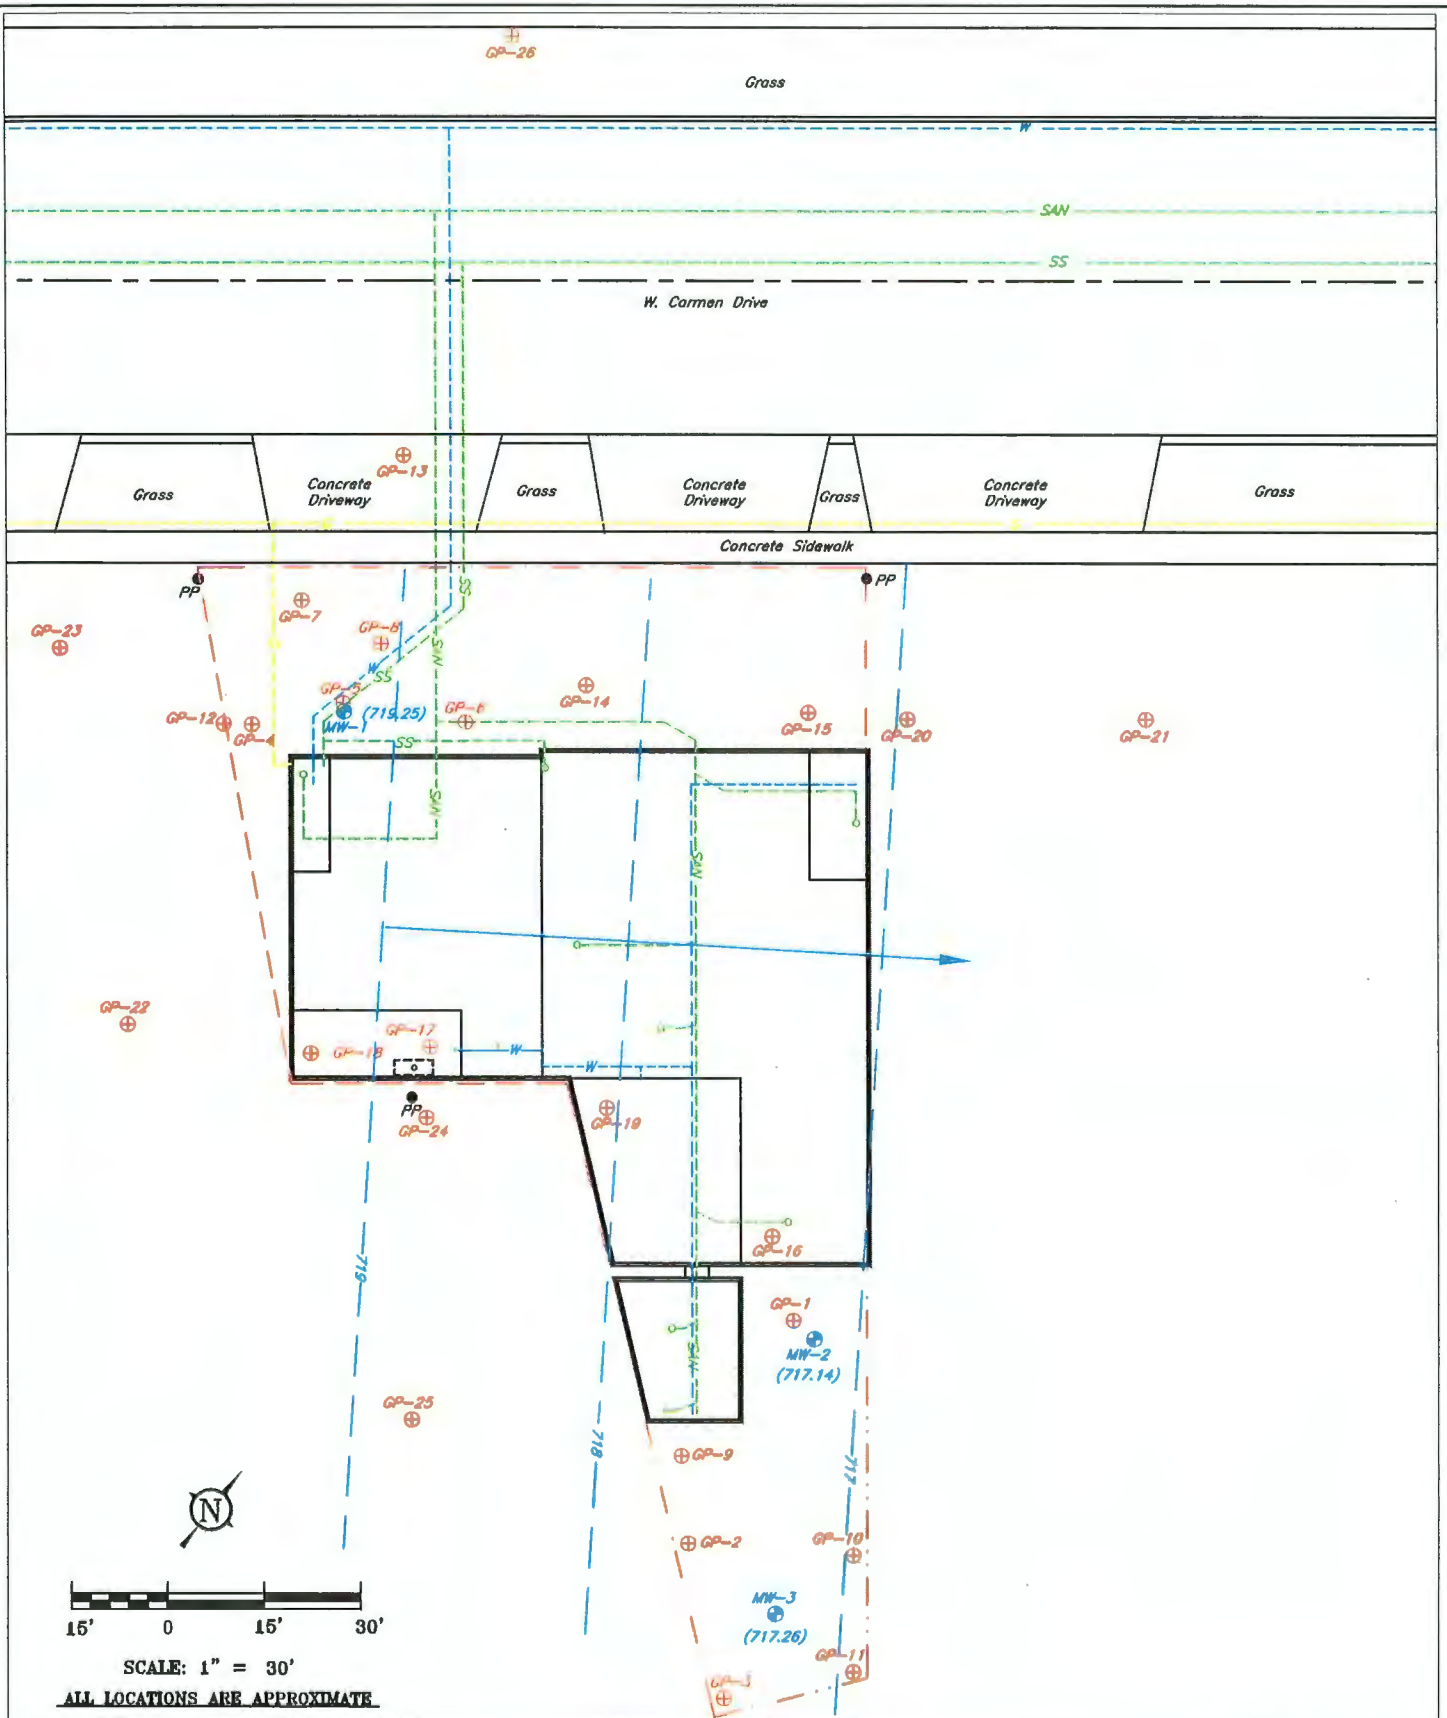 GP-26
Grass
W
SAN
SS
W. Carmen Drive
GP-13
Grass
Concrete
Driveway
Grass
Concrete
Driveway
Grass
Concrete
Driveway
Grass
Concrete Sidewalk
PP
PP
GP-7
SS
GP-23
GP-8
SAN
W
SS
GP-5
GP-14
GP-12
GP-4
(719.25)
MW-1
GP-6
GP-15
GP-20
GP-21
SS
SAN
SAN
GP-22
GP-17
GP-18
W
W
PP
GP-24
GP-19
GP-16
719
GP-1
MW-2
(717.14)
SAN
GP-25
718
GP-9
717
N
GP-2
GP-10
MW-3
(717.26)
15' 0 15' 30'
GP-11
SCALE: 1" = 30'
GP-3
ALL LOCATIONS ARE APPROXIMATE